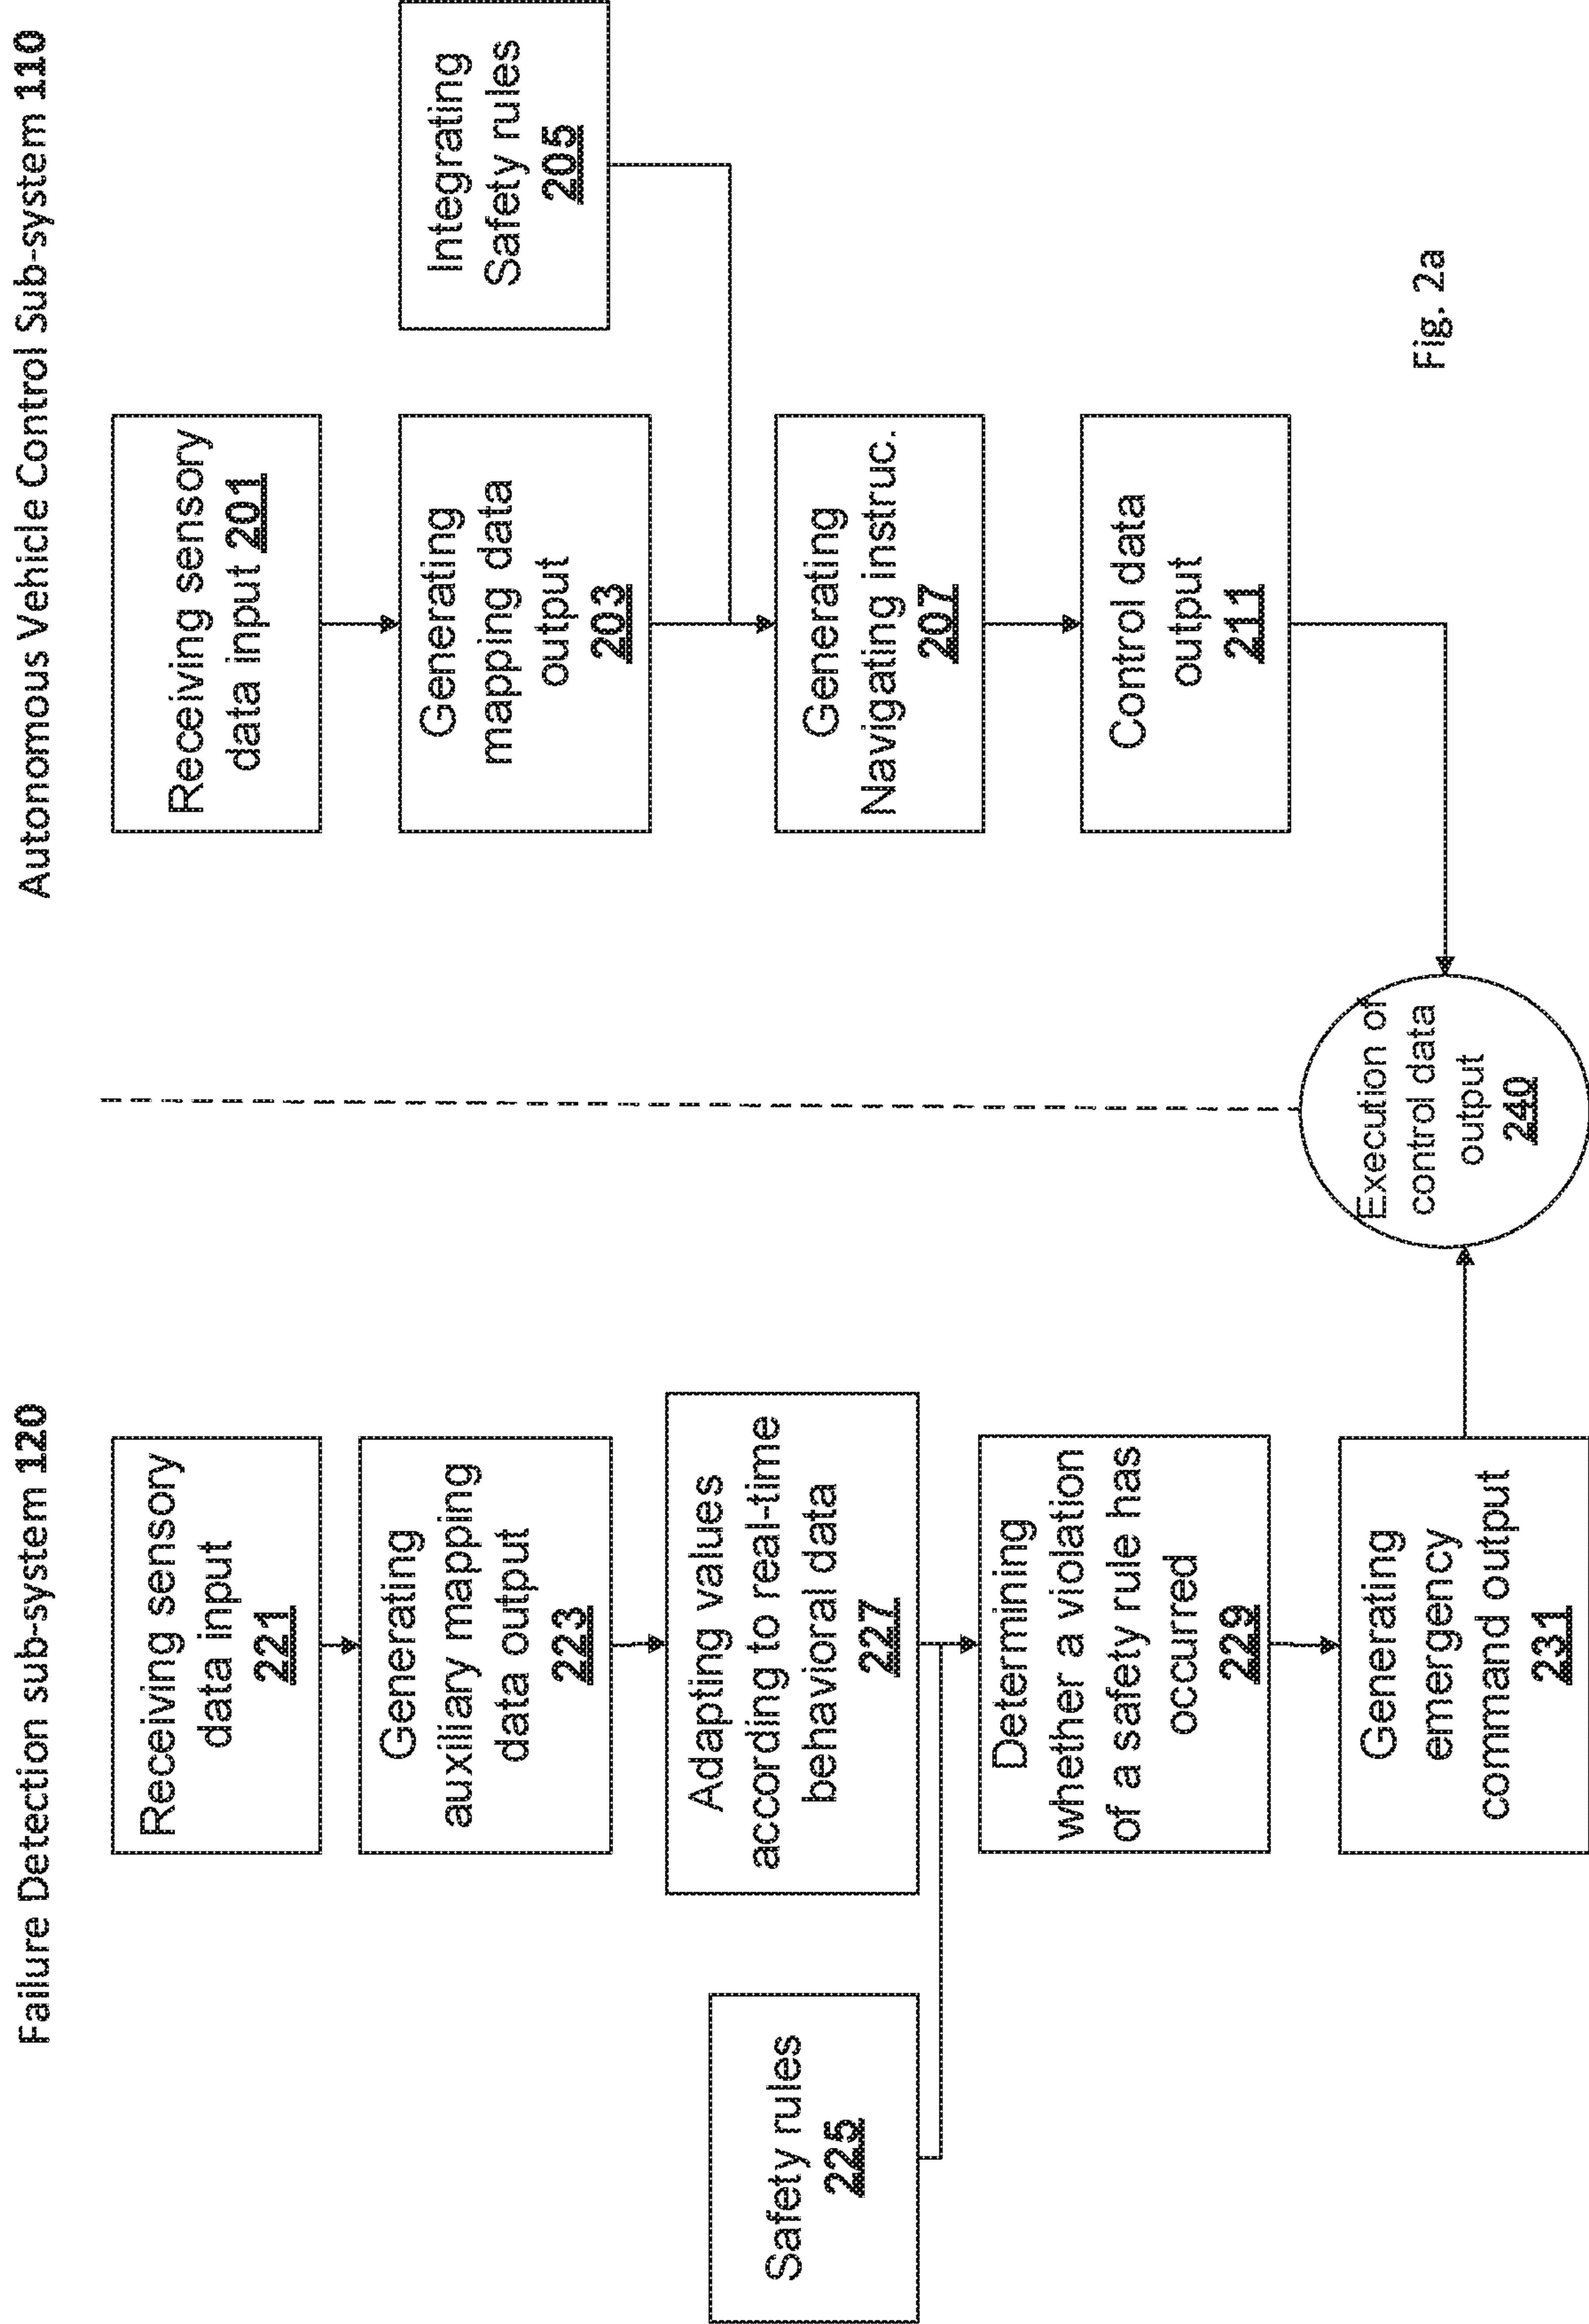 Failure Detection sub-system 120
Autonomous Vehicle Control Sub-system 110
Receiving sensory
data input
221
Generating
auxiliary mapping
data output
223
Safety rules
225
Adapting values
according to real-time
behavioral data
227
Determining
whether a violation
of a safety rule has
occurred
229
Generating
emergency
command output
231
Receiving sensory
data input 201
Generating
mapping data
output
203
Integrating
Safety rules
205
Generating
Navigating instruc.
207
Control data
output
211
Execution of
control data
output
240
Fig. 2a